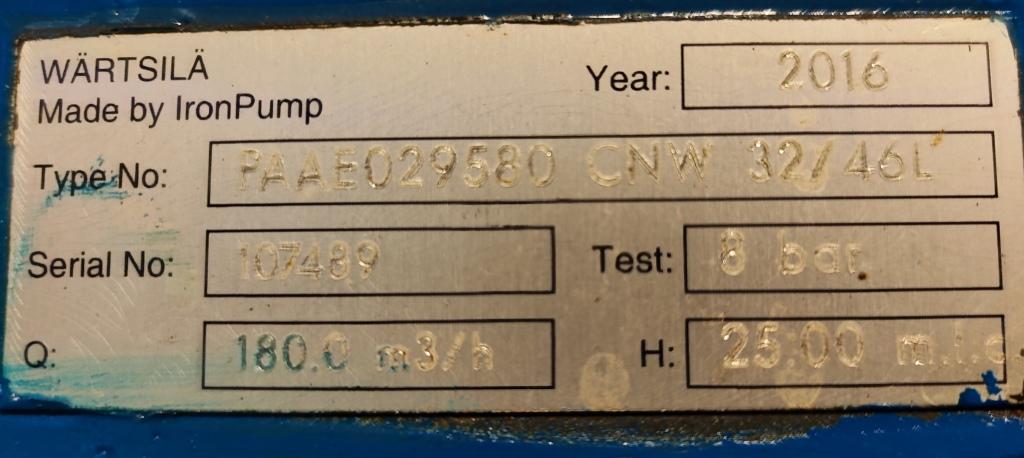 WÄRTSILÄ
Made by IronPump
Year: 2016
Type No: PAAE029580 CNW 32/46L
Serial No: 107489 Test: 8 bar.
Q: 180.0 m3/h H: 25:00 m.l.c